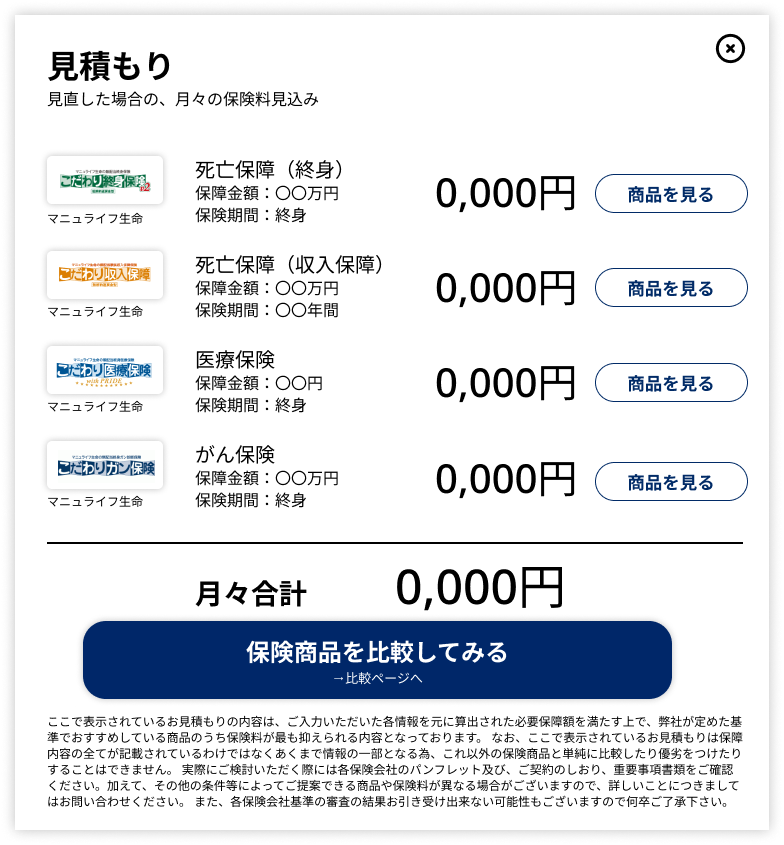 見積もり
見直した場合の、月々の保険料見込み
こだわり終身保険
v2
マニュライフ生命
死亡保障（終身）
保障金額：〇〇万円
保険期間：終身
0,000円
商品を見る
こだわり収入保障
マニュライフ生命
死亡保障（収入保障）
保障金額：〇〇万円
保険期間：〇〇年間
0,000円
商品を見る
こだわり医療保険
with PRIDE
マニュライフ生命
医療保険
保障金額：〇〇円
保険期間：終身
0,000円
商品を見る
こだわりガン保険
マニュライフ生命
がん保険
保障金額：〇〇万円
保険期間：終身
0,000円
商品を見る
月々合計
0,000円
保険商品を比較してみる
→比較ページへ
ここで表示されているお見積もりの内容は、ご入力いただいた各情報を元に算出された必要保障額を満たす上で、弊社が定めた基
準でおすすめしている商品のうち保険料が最も抑えられる内容となっております。 なお、ここで表示されているお見積もりは保障
内容の全てが記載されているわけではなくあくまで情報の一部となる為、これ以外の保険商品と単純に比較したり優劣をつけたり
することはできません。 実際にご検討いただく際には各保険会社のパンフレット及び、ご契約のしおり、重要事項書類をご確認
ください。加えて、その他の条件等によってご提案できる商品や保険料が異なる場合がございますので、詳しいことにつきまして
はお問い合わせください。 また、各保険会社基準の審査の結果お引き受け出来ない可能性もございますので何卒ご了承下さい。